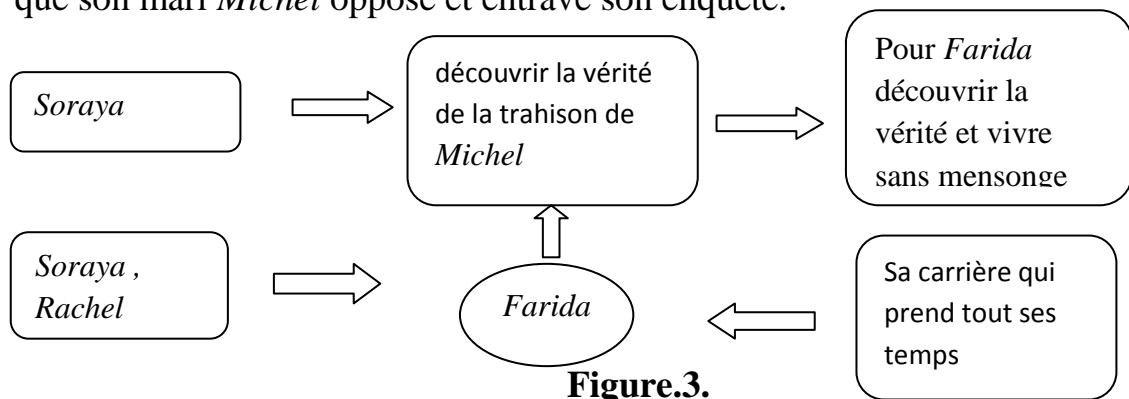 que son mari Michel oppose et entrave son enquête.
Soraya
découvrir la vérité
de la trahison de
Michel
Pour Farida
découvrir la
vérité et vivre
sans mensonge
Soraya ,
Rachel
Farida
Sa carrière qui
prend tout ses
temps
Figure.3.